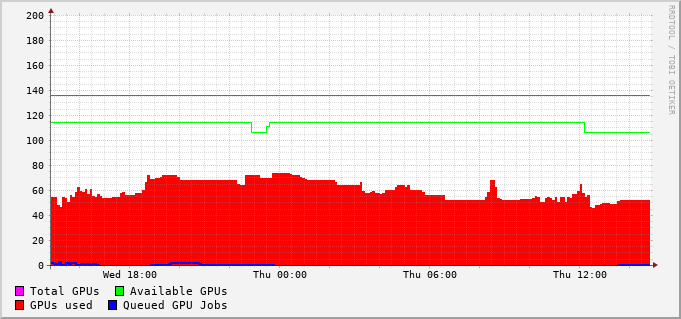 200
180
160
140
120
100
80
60
40
20
0
Wed 18:00 Thu 00:00 Thu 06:00 Thu 12:00
RRDTOOL / TOBI OETIKER
Total GPUs Available GPUs
GPUs used Queued GPU Jobs